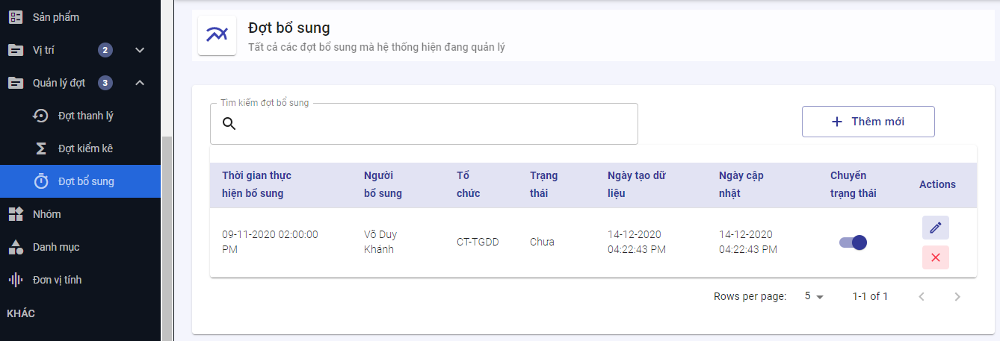 Sản phẩm
Vị trí 2
Quản lý đợt 3
Đợt thanh lý
Đợt kiểm kê
Đợt bổ sung
Nhóm
Danh mục
Đơn vị tính
KHÁC
Đợt bổ sung
Tất cả các đợt bổ sung mà hệ thống hiện đang quản lý
Tìm kiếm đợt bổ sung
Thêm mới
Thời gian thực
hiện bổ sung
Người
bổ sung
Tổ
chức
Trạng
thái
Ngày tạo dữ
liệu
Ngày cập
nhật
Chuyển
trạng thái
Actions
09-11-2020 02:00:00
PM
Võ Duy
Khánh
CT-TGDD
Chưa
14-12-2020
04:22:43 PM
14-12-2020
04:22:43 PM
Rows per page: 5 1-1 of 1